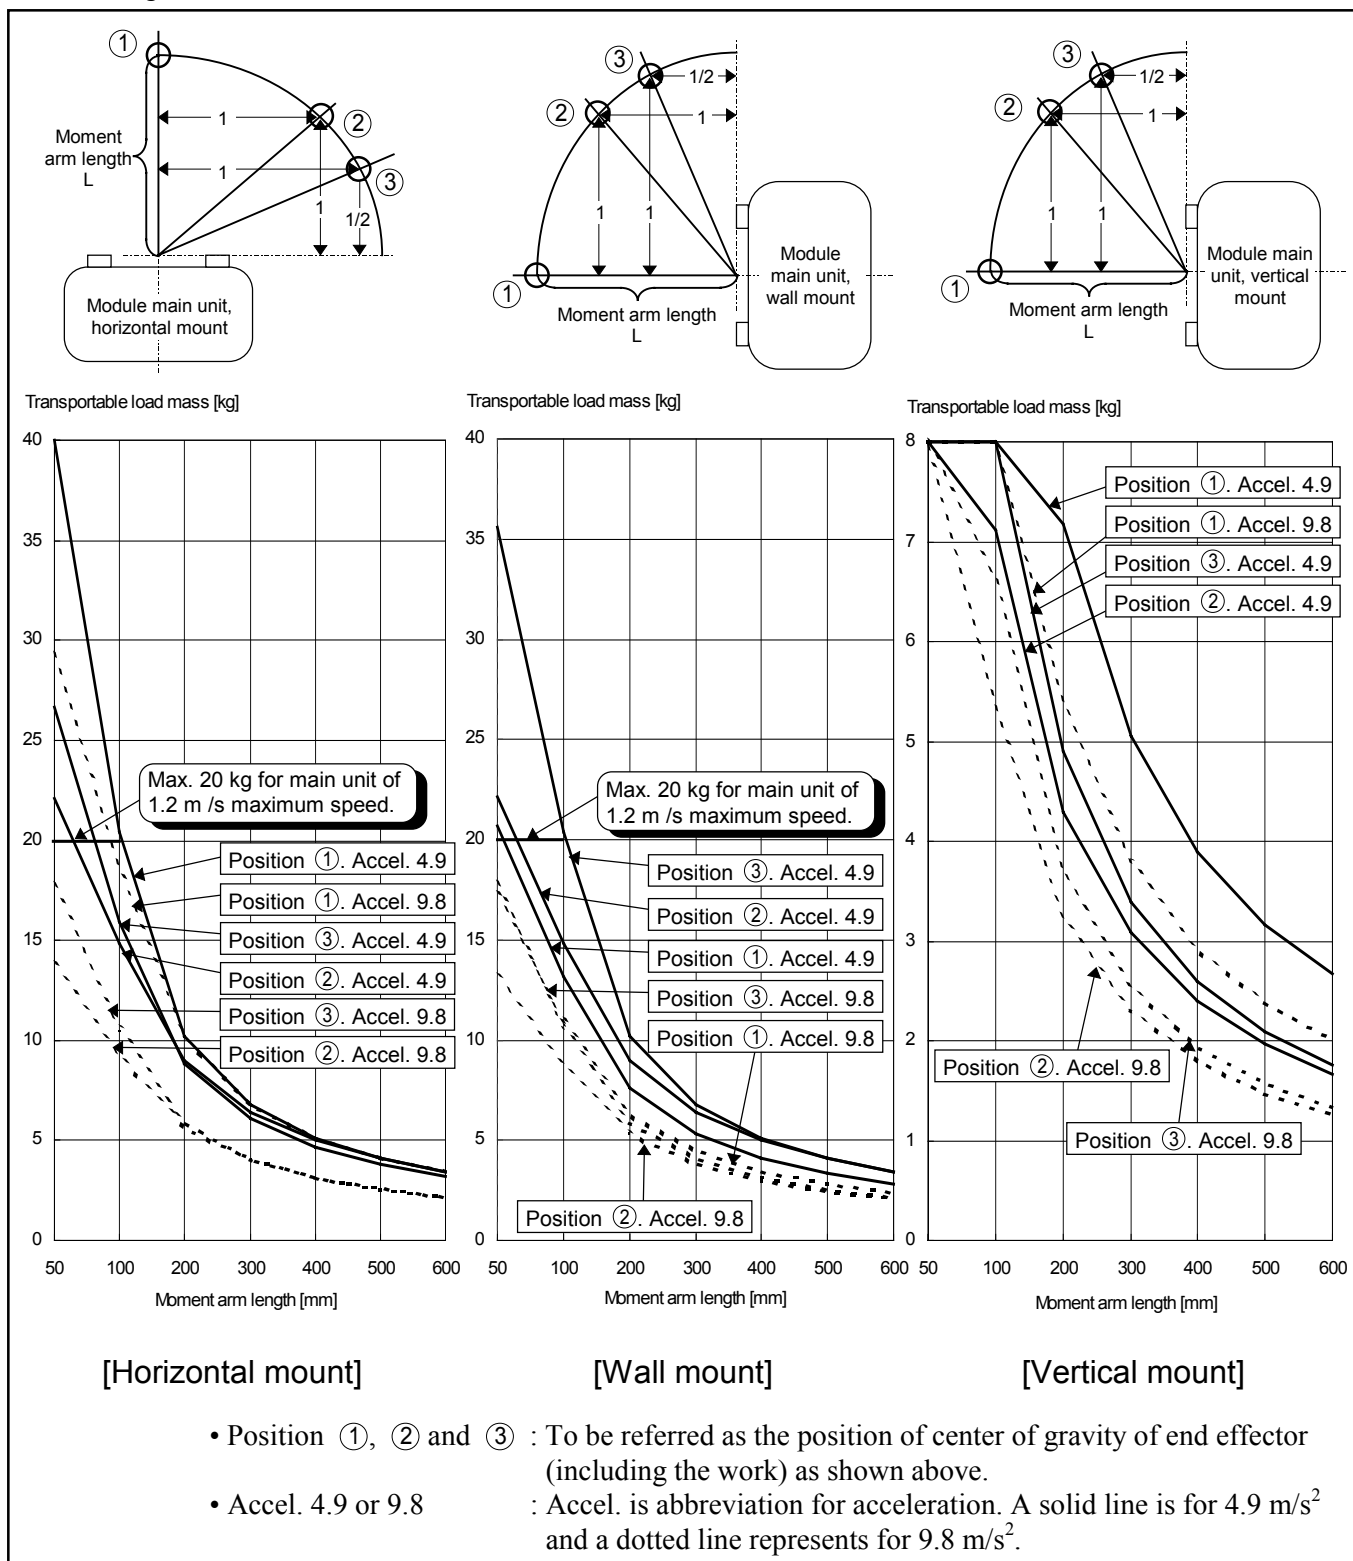 ①
Moment
arm length
L
1
②
1
③
1
1/2
Module main unit,
horizontal mount
③
1/2
②
1
1
1
①
Moment arm length
L
Module
main unit,
wall mount
③
1/2
②
1
1
1
①
Moment arm length
L
Module main
unit, vertical
mount
Transportable load mass [kg]
40
35
30
25
20
15
10
5
0
50 100 200 300 400 500 600
Moment arm length [mm]
Max. 20 kg for main unit of
1.2 m /s maximum speed.
Position ①. Accel. 4.9
Position ①. Accel. 9.8
Position ③. Accel. 4.9
Position ②. Accel. 4.9
Position ③. Accel. 9.8
Position ②. Accel. 9.8
[Horizontal mount]
Transportable load mass [kg]
40
35
30
25
20
15
10
5
0
50 100 200 300 400 500 600
Moment arm length [mm]
Max. 20 kg for main unit of
1.2 m /s maximum speed.
Position ③. Accel. 4.9
Position ②. Accel. 4.9
Position ①. Accel. 4.9
Position ③. Accel. 9.8
Position ①. Accel. 9.8
Position ②. Accel. 9.8
[Wall mount]
Transportable load mass [kg]
8
7
6
5
4
3
2
1
0
50 100 200 300 400 500 600
Moment arm length [mm]
Position ①. Accel. 4.9
Position ①. Accel. 9.8
Position ③. Accel. 4.9
Position ②. Accel. 4.9
Position ②. Accel. 9.8
Position ③. Accel. 9.8
[Vertical mount]
• Position ①, ② and ③ : To be referred as the position of center of gravity of end effector
(including the work) as shown above.
• Accel. 4.9 or 9.8 : Accel. is abbreviation for acceleration. A solid line is for 4.9 m/s²
and a dotted line represents for 9.8 m/s².